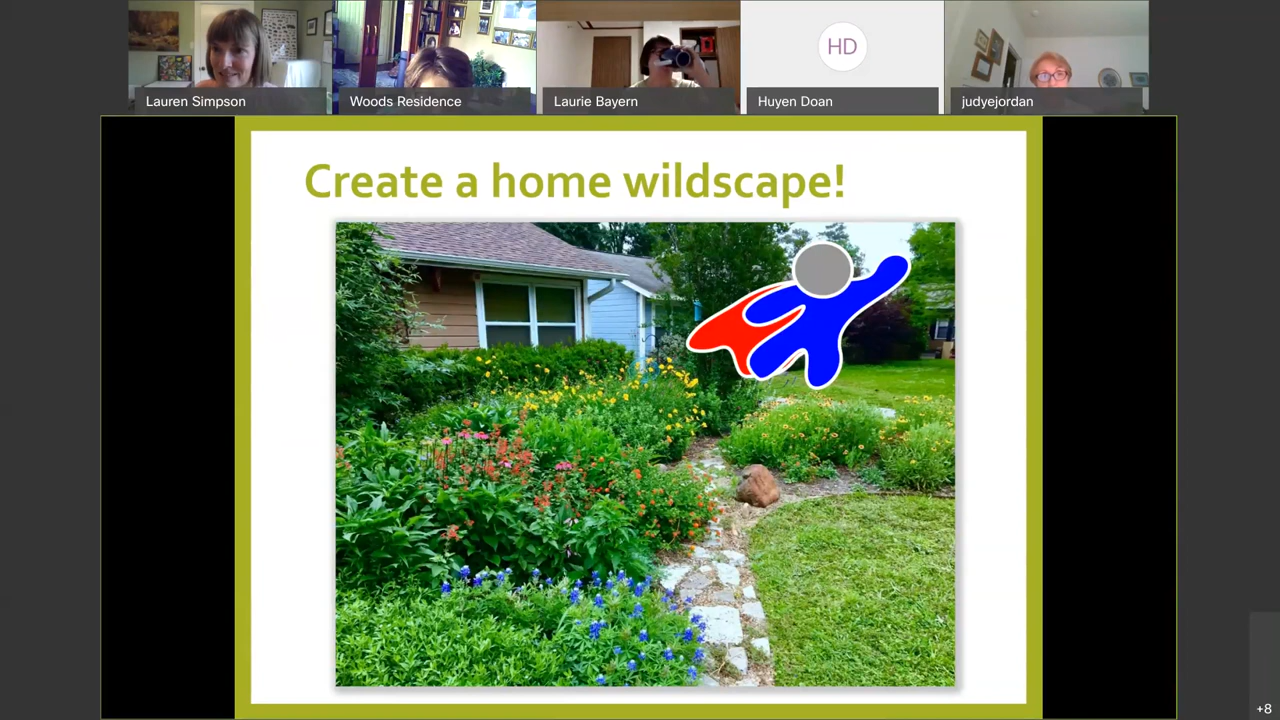 Lauren Simpson
Woods Residence
Laurie Bayern
HD
Huyen Doan
judyejordan
Create a home wildscape!
+8